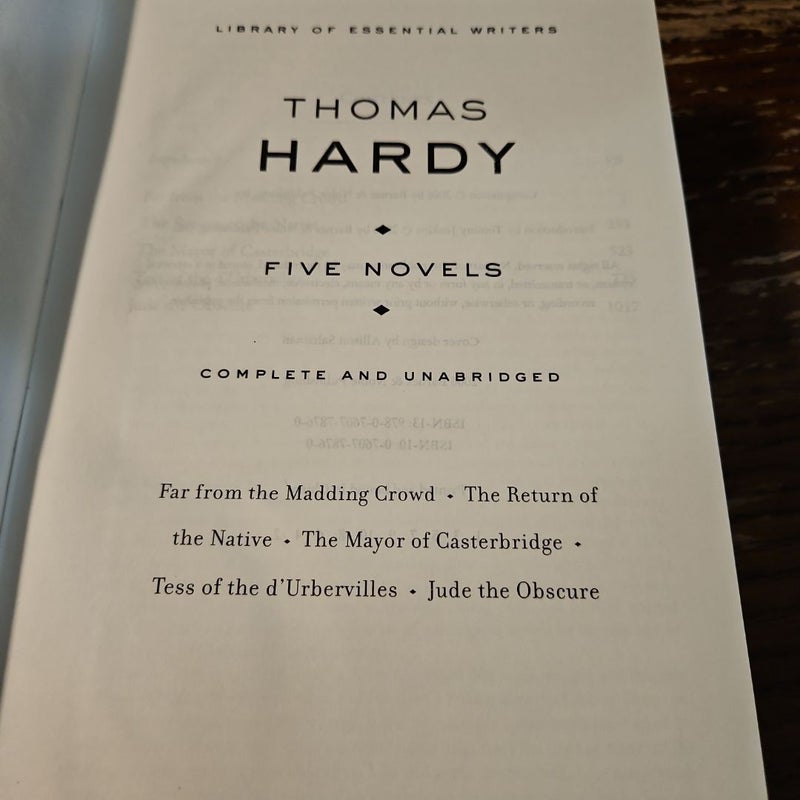 LIBRARY OF ESSENTIAL WRITERS
THOMAS
HARDY
FIVE NOVELS
COMPLETE AND UNABRIDGED
Far from the Madding Crowd • The Return of
the Native • The Mayor of Casterbridge •
Tess of the d'Urbervilles • Jude the Obscure